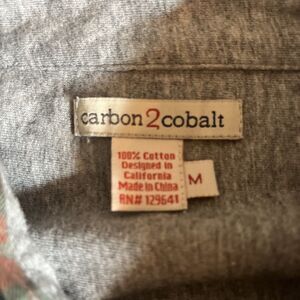 carbon2cobalt
100% Cotton
Designed in
California
Made in China
RN# 129641
M